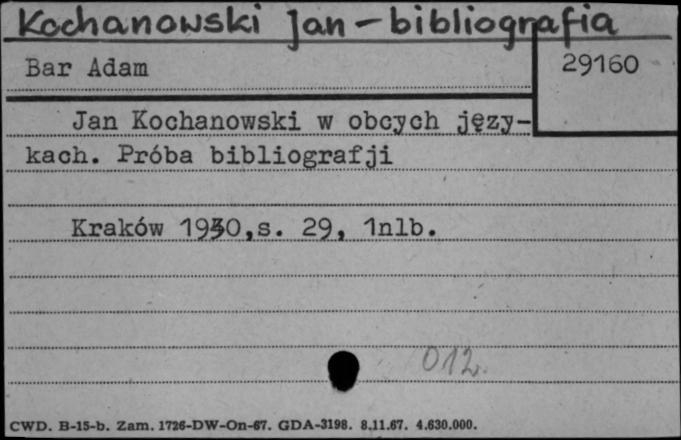 Kochanowski Jan - bibliografia
Bar Adam
29160
Jan Kochanowski w obcych języ-
kach. Próba bibliografji
Kraków 1930, s. 29, 1nlb.
012.
CWD. B-15-b. Zam. 1726-DW-On-67. GDA-3198. 8.11.67. 4.630.000.